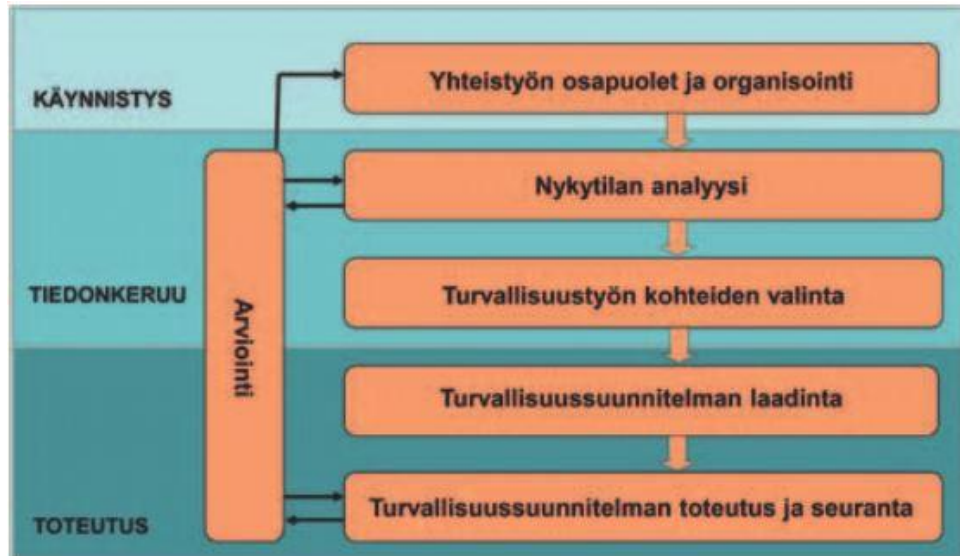 Yhteistyön osapuolet ja organisointi
KÄYNNISTYS
Nykytilan analyysi
TIEDONKERUU
Arviointi
Turvallisuustyön kohteiden valinta
Turvallisuussuunnitelman laadinta
Turvallisuussuunnitelman toteutus ja seuranta
TOTEUTUS